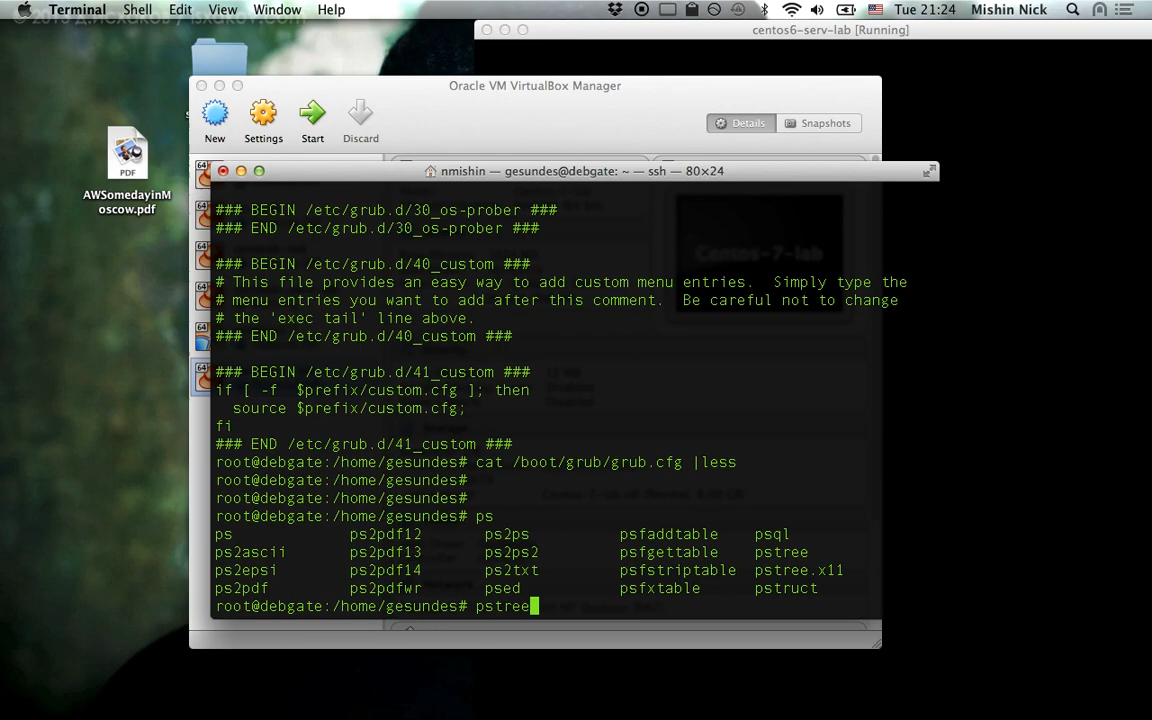 Terminal Shell Edit View Window Help Tue 21:24 Mishin Nick
centos6-serv-lab [Running]
Oracle VM VirtualBox Manager
New Settings Start Discard Details Snapshots
PDF
AWSomedayinM
oscow.pdf
nmishin — gesundes@debgate: ~ — ssh — 80×24
### BEGIN /etc/grub.d/30_os-prober ###
### END /etc/grub.d/30_os-prober ###
### BEGIN /etc/grub.d/40_custom ###
# This file provides an easy way to add custom menu entries.  Simply type the
# menu entries you want to add after this comment.  Be careful not to change
# the 'exec tail' line above.
### END /etc/grub.d/40_custom ###
### BEGIN /etc/grub.d/41_custom ###
if [ -f  $prefix/custom.cfg ]; then
  source $prefix/custom.cfg;
fi
### END /etc/grub.d/41_custom ###
root@debgate:/home/gesundes# cat /boot/grub/grub.cfg |less
root@debgate:/home/gesundes#
root@debgate:/home/gesundes#
root@debgate:/home/gesundes# ps
ps ps2pdf12 ps2ps psfaddtable psql
ps2ascii ps2pdf13 ps2ps2 psfgettable pstree
ps2epsi ps2pdf14 ps2txt psfstriptable pstree.x11
ps2pdf ps2pdfwr psed psfxtable pstruct
root@debgate:/home/gesundes# pstree
Centos-7-lab